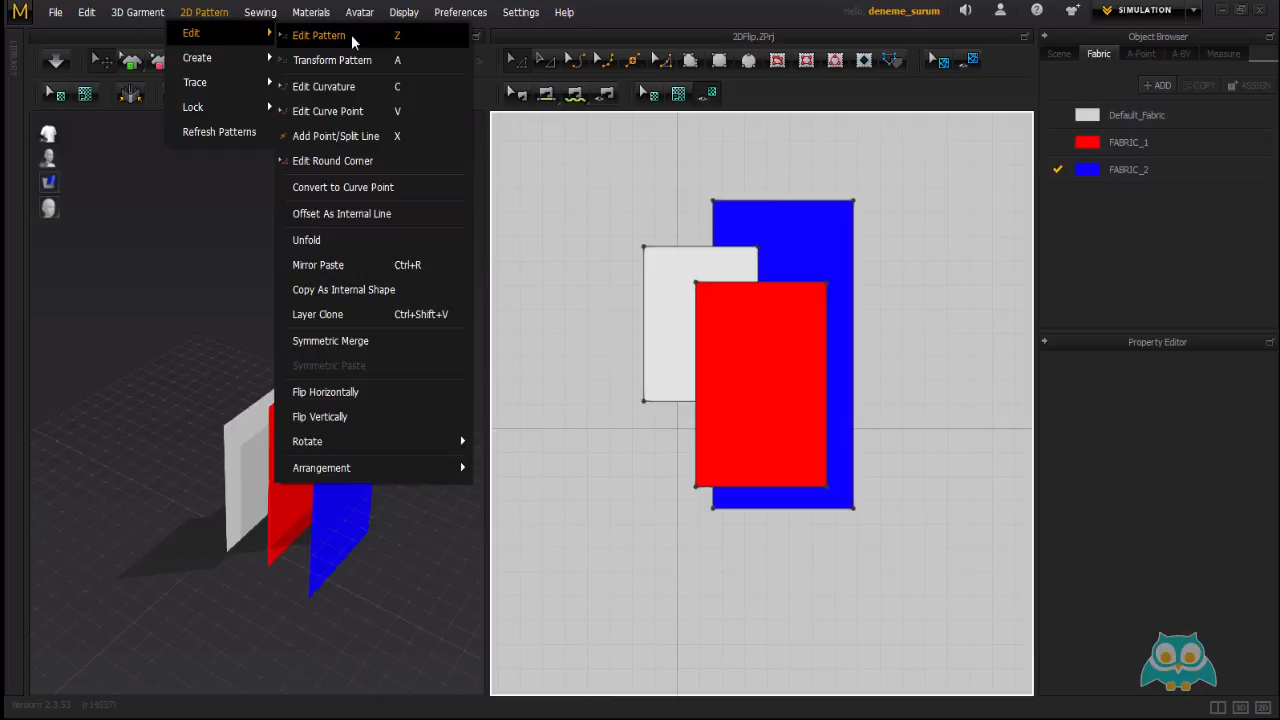 M File Edit 3D Garment 2D Pattern Sewing Materials Avatar Display Preferences Settings Help Hello, deneme_surum SIMULATION
LIBRARY
2DFlip.ZPrj
Object Browser
Edit
Create
Trace
Lock
Refresh Patterns
Edit Pattern Z
Transform Pattern A
Edit Curvature C
Edit Curve Point V
Add Point/Split Line X
Edit Round Corner
Convert to Curve Point
Offset As Internal Line
Unfold
Mirror Paste Ctrl+R
Copy As Internal Shape
Layer Clone Ctrl+Shift+V
Symmetric Merge
Symmetric Paste
Flip Horizontally
Flip Vertically
Rotate
Arrangement
Scene Fabric A-Point A-BV Measure
+ ADD COPY ASSIGN
Default_Fabric
FABRIC_1
FABRIC_2
Property Editor
Version: 2.3.53 (r14537)
3D 2D